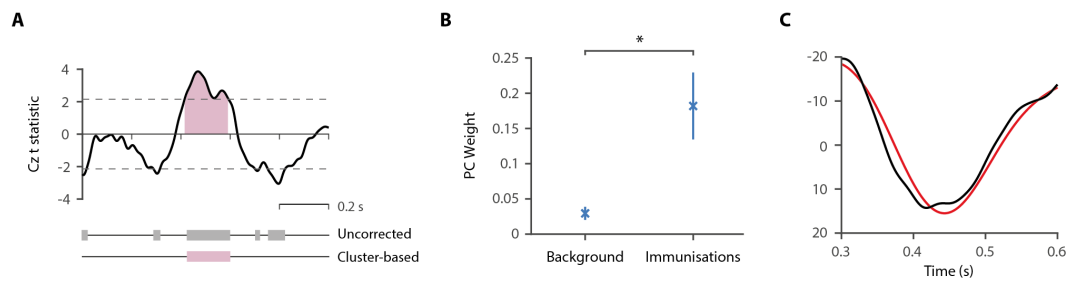 A
Cz t statistic
4
2
0
-2
-4
0.2 s
Uncorrected
Cluster-based
B
*
PC Weight
0.25
0.2
0.15
0.1
0.05
0
Background
Immunisations
C
-20
-10
0
10
20
0.3
0.4
0.5
0.6
Time (s)